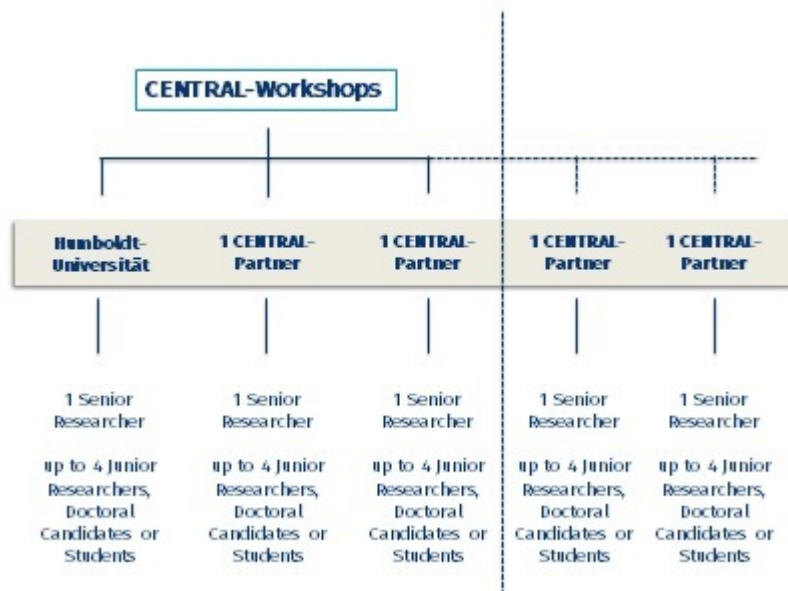 CENTRAL-Workshops
Humboldt-
Universität
1 CENTRAL-
Partner
1 CENTRAL-
Partner
1 CENTRAL-
Partner
1 CENTRAL-
Partner
1 Senior
Researcher
up to 4 Junior
Researchers,
Doctoral
Candidates or
Students
1 Senior
Researcher
up to 4 Junior
Researchers,
Doctoral
Candidates or
Students
1 Senior
Researcher
up to 4 Junior
Researchers,
Doctoral
Candidates or
Students
1 Senior
Researcher
up to 4 Junior
Researchers,
Doctoral
Candidates or
Students
1 Senior
Researcher
up to 4 Junior
Researchers,
Doctoral
Candidates or
Students